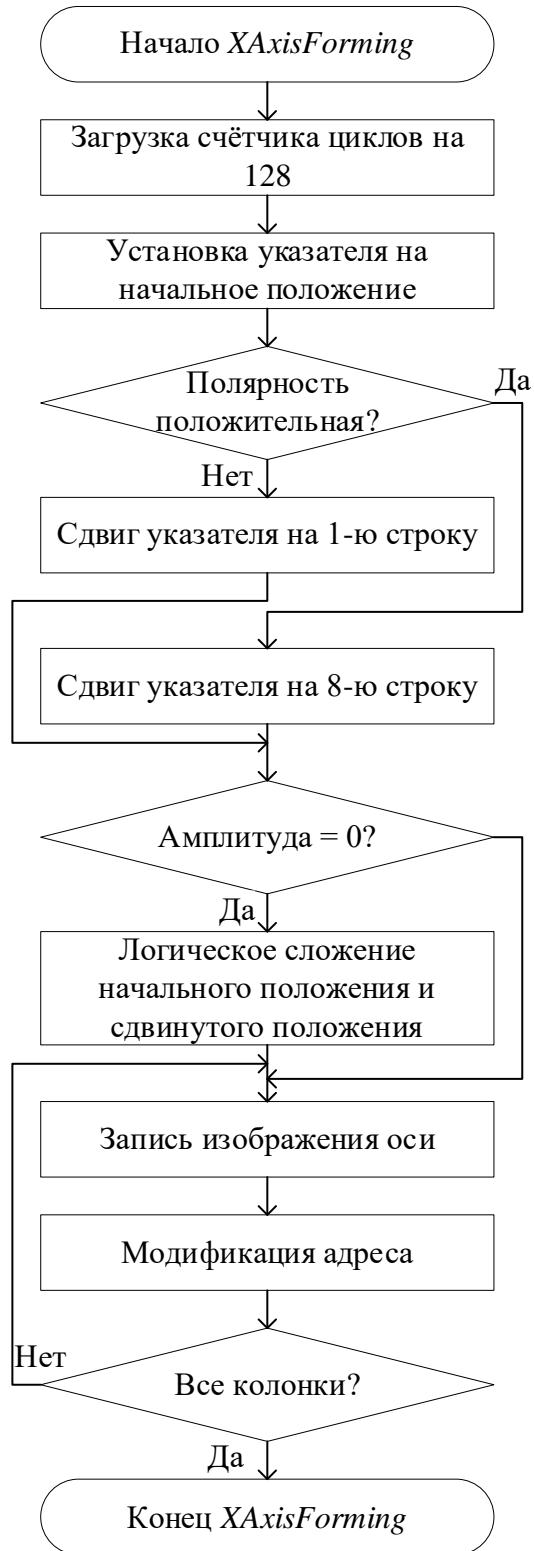 Начало XAxisForming
Загрузка счётчика циклов на
128
Установка указателя на
начальное положение
Полярность
положительная?
Да
Нет
Сдвиг указателя на 1-ю строку
Сдвиг указателя на 8-ю строку
Амплитуда = 0?
Да
Логическое сложение
начального положения и
сдвинутого положения
Запись изображения оси
Модификация адреса
Нет
Все колонки?
Да
Конец XAxisForming